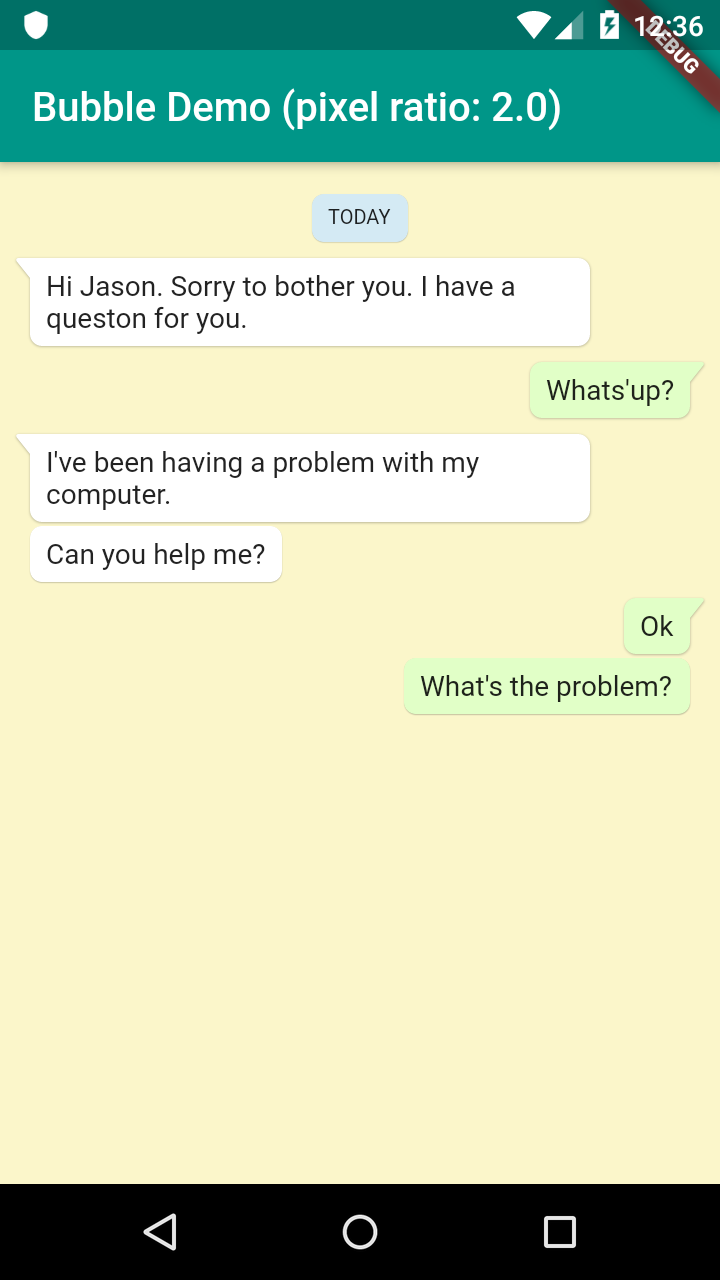 12:36
DEBUG
Bubble Demo (pixel ratio: 2.0)
TODAY
Hi Jason. Sorry to bother you. I have a
queston for you.
Whats'up?
I've been having a problem with my
computer.
Can you help me?
Ok
What's the problem?